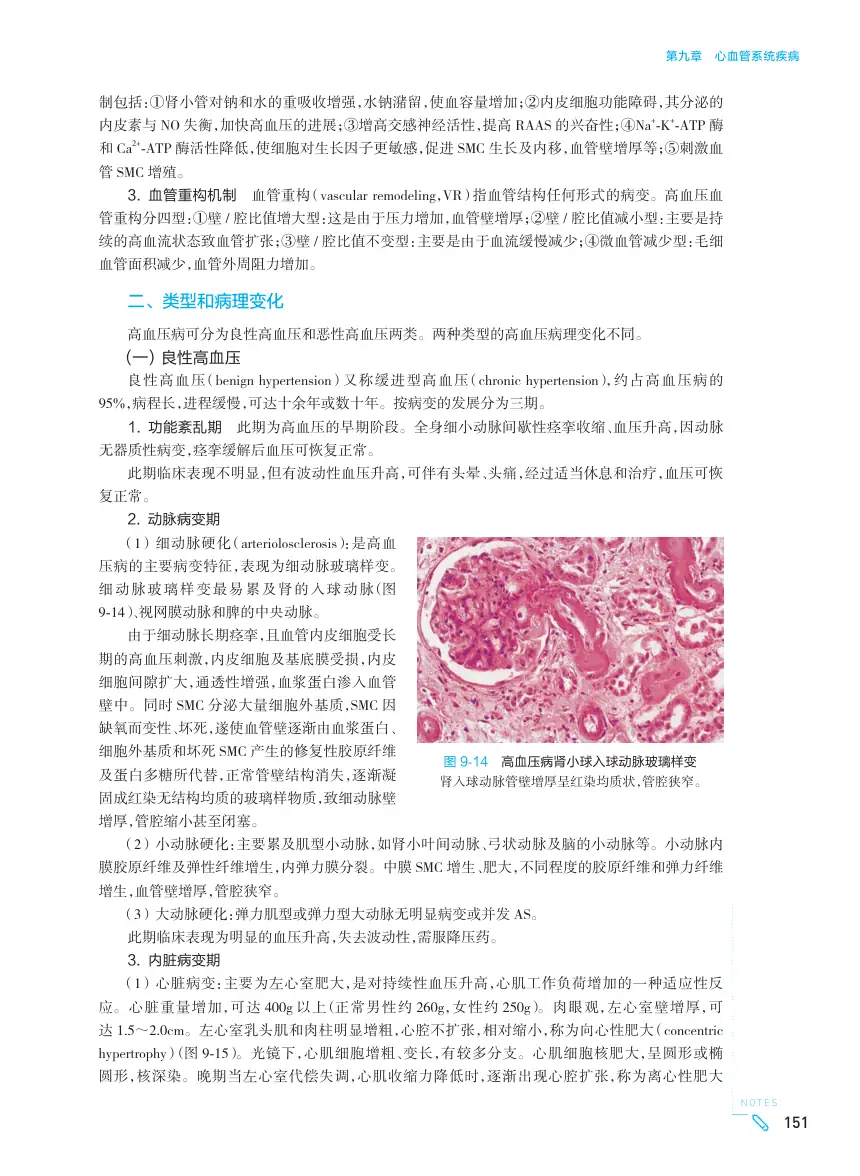 第九章 心血管系统疾病
制包括:①肾小管对钠和水的重吸收增强,水钠潴留,使血容量增加;②内皮细胞功能障碍,其分泌的
内皮素与 NO 失衡,加快高血压的进展;③增高交感神经活性,提高 RAAS 的兴奋性;④Na⁺-K⁺-ATP 酶
和 Ca²⁺-ATP 酶活性降低,使细胞对生长因子更敏感,促进 SMC 生长及内移,血管壁增厚等;⑤刺激血
管 SMC 增殖。
3. 血管重构机制 血管重构(vascular remodeling,VR)指血管结构任何形式的病变。高血压血
管重构分四型:①壁 / 腔比值增大型:这是由于压力增加,血管壁增厚;②壁 / 腔比值减小型:主要是持
续的高血流状态致血管扩张;③壁 / 腔比值不变型:主要是由于血流缓慢减少;④微血管减少型:毛细
血管面积减少,血管外周阻力增加。
二、类型和病理变化
高血压病可分为良性高血压和恶性高血压两类。两种类型的高血压病理变化不同。
(一) 良性高血压
良性高血压(benign hypertension)又称缓进型高血压(chronic hypertension),约占高血压病的
95%,病程长,进程缓慢,可达十余年或数十年。按病变的发展分为三期。
1. 功能紊乱期 此期为高血压的早期阶段。全身细小动脉间歇性痉挛收缩、血压升高,因动脉
无器质性病变,痉挛缓解后血压可恢复正常。
此期临床表现不明显,但有波动性血压升高,可伴有头晕、头痛,经过适当休息和治疗,血压可恢
复正常。
2. 动脉病变期
(1)细动脉硬化(arteriolosclerosis):是高血
压病的主要病变特征,表现为细动脉玻璃样变。
细动脉玻璃样变最易累及肾的入球动脉(图
9-14)、视网膜动脉和脾的中央动脉。
由于细动脉长期痉挛,且血管内皮细胞受长
期的高血压刺激,内皮细胞及基底膜受损,内皮
细胞间隙扩大,通透性增强,血浆蛋白渗入血管
壁中。同时 SMC 分泌大量细胞外基质,SMC 因
缺氧而变性、坏死,遂使血管壁逐渐由血浆蛋白、
细胞外基质和坏死 SMC 产生的修复性胶原纤维
及蛋白多糖所代替,正常管壁结构消失,逐渐凝
固成红染无结构均质的玻璃样物质,致细动脉壁
增厚,管腔缩小甚至闭塞。
图 9-14 高血压病肾小球入球动脉玻璃样变
肾入球动脉管壁增厚呈红染均质状,管腔狭窄。
(2)小动脉硬化:主要累及肌型小动脉,如肾小叶间动脉、弓状动脉及脑的小动脉等。小动脉内
膜胶原纤维及弹性纤维增生,内弹力膜分裂。中膜 SMC 增生、肥大,不同程度的胶原纤维和弹力纤维
增生,血管壁增厚,管腔狭窄。
(3)大动脉硬化:弹力肌型或弹力型大动脉无明显病变或并发 AS。
此期临床表现为明显的血压升高,失去波动性,需服降压药。
3. 内脏病变期
(1)心脏病变:主要为左心室肥大,是对持续性血压升高,心肌工作负荷增加的一种适应性反
应。心脏重量增加,可达 400g 以上(正常男性约 260g,女性约 250g)。肉眼观,左心室壁增厚,可
达 1.5～2.0cm。左心室乳头肌和肉柱明显增粗,心腔不扩张,相对缩小,称为向心性肥大(concentric
hypertrophy)(图 9-15)。光镜下,心肌细胞增粗、变长,有较多分支。心肌细胞核肥大,呈圆形或椭
圆形,核深染。晚期当左心室代偿失调,心肌收缩力降低时,逐渐出现心腔扩张,称为离心性肥大
NOTES
151